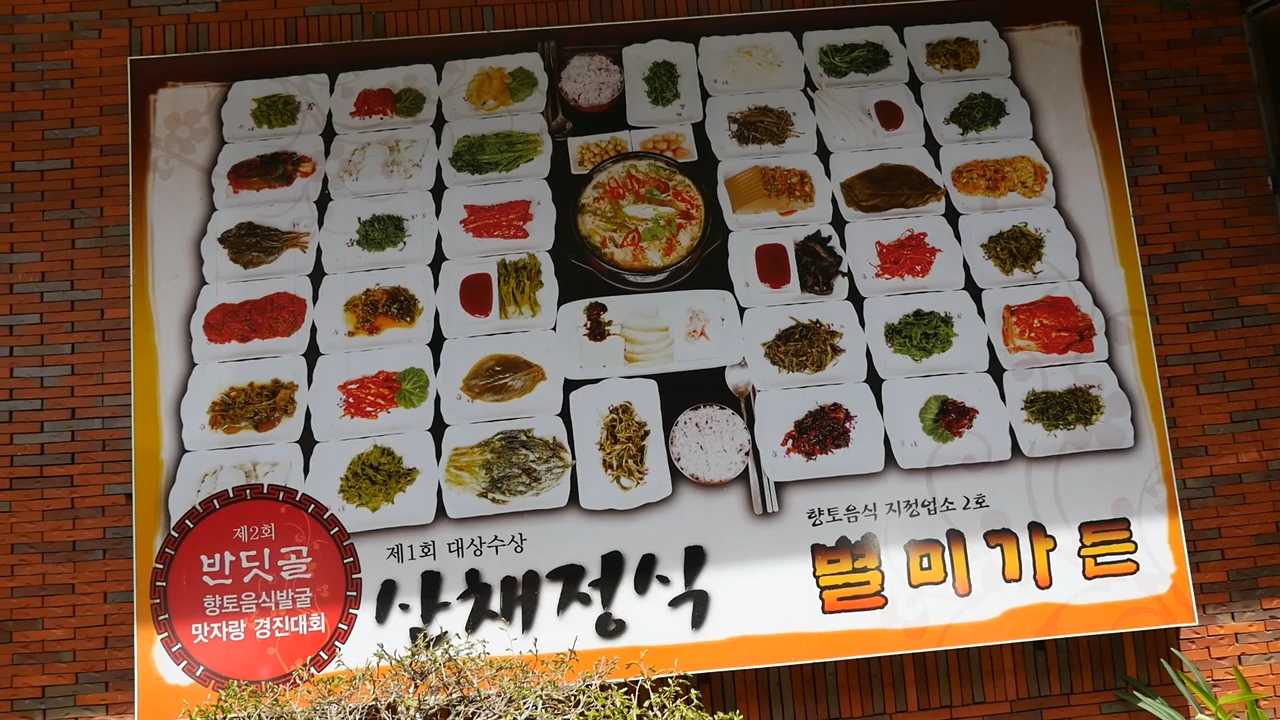 제2회
반딧골
향토음식발굴
맛자랑 경진대회
제1회 대상수상
산채정식
향토음식 지정업소 2호
별미가든